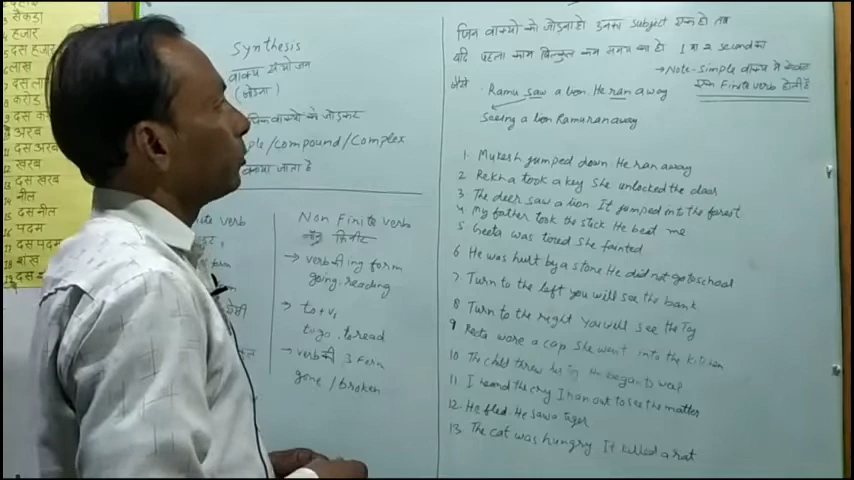 सैकड़ा
हजार
दस हजार
लाख
दस ला
करोड़
दस क
अरब
दस अरब
खरब
दस खरब
नील
दस नील
पदम
दस पदम
शंख
दस
Synthesis
वाक्य संयोजन
(जोड़ना)
वाक्यों को जोड़कर
ple/Compound/Complex
बनाया जाता है
nite verb
Non Finite verb
नान फिनीट
→ verb की ing form
going, reading
→ to + v₁
to go, to read
→ verb की 3 form
gone / broken
जिन वाक्यों को जोड़ना हो उनका subject एक हो तब
यदि पहला काम बिल्कुल कम समय का हो 1 या 2 second का
→ Note - Simple वाक्य में केवल
एक Finite verb होती है
जैसे Ramu saw a lion. He ran away
Seeing a lion Ramu ran away
1. Mukesh jumped down. He ran away
2 Rekha took a key She unlocked the door
3 The deer saw a lion It jumped into the forest
4 My father took the stick He beat me
5 Geeta was tired She fainted
6 He was hurt by a stone He did not go to school
7 Turn to the left you will see the bank
8 Turn to the right You will see the Taj
9 Reeta wore a cap. She went into the kitchen
10 The child threw his toy He began to weep
11 I heard the cry I ran out to see the matter
12. He fled. He saw a tiger
13. The cat was hungry It killed a rat